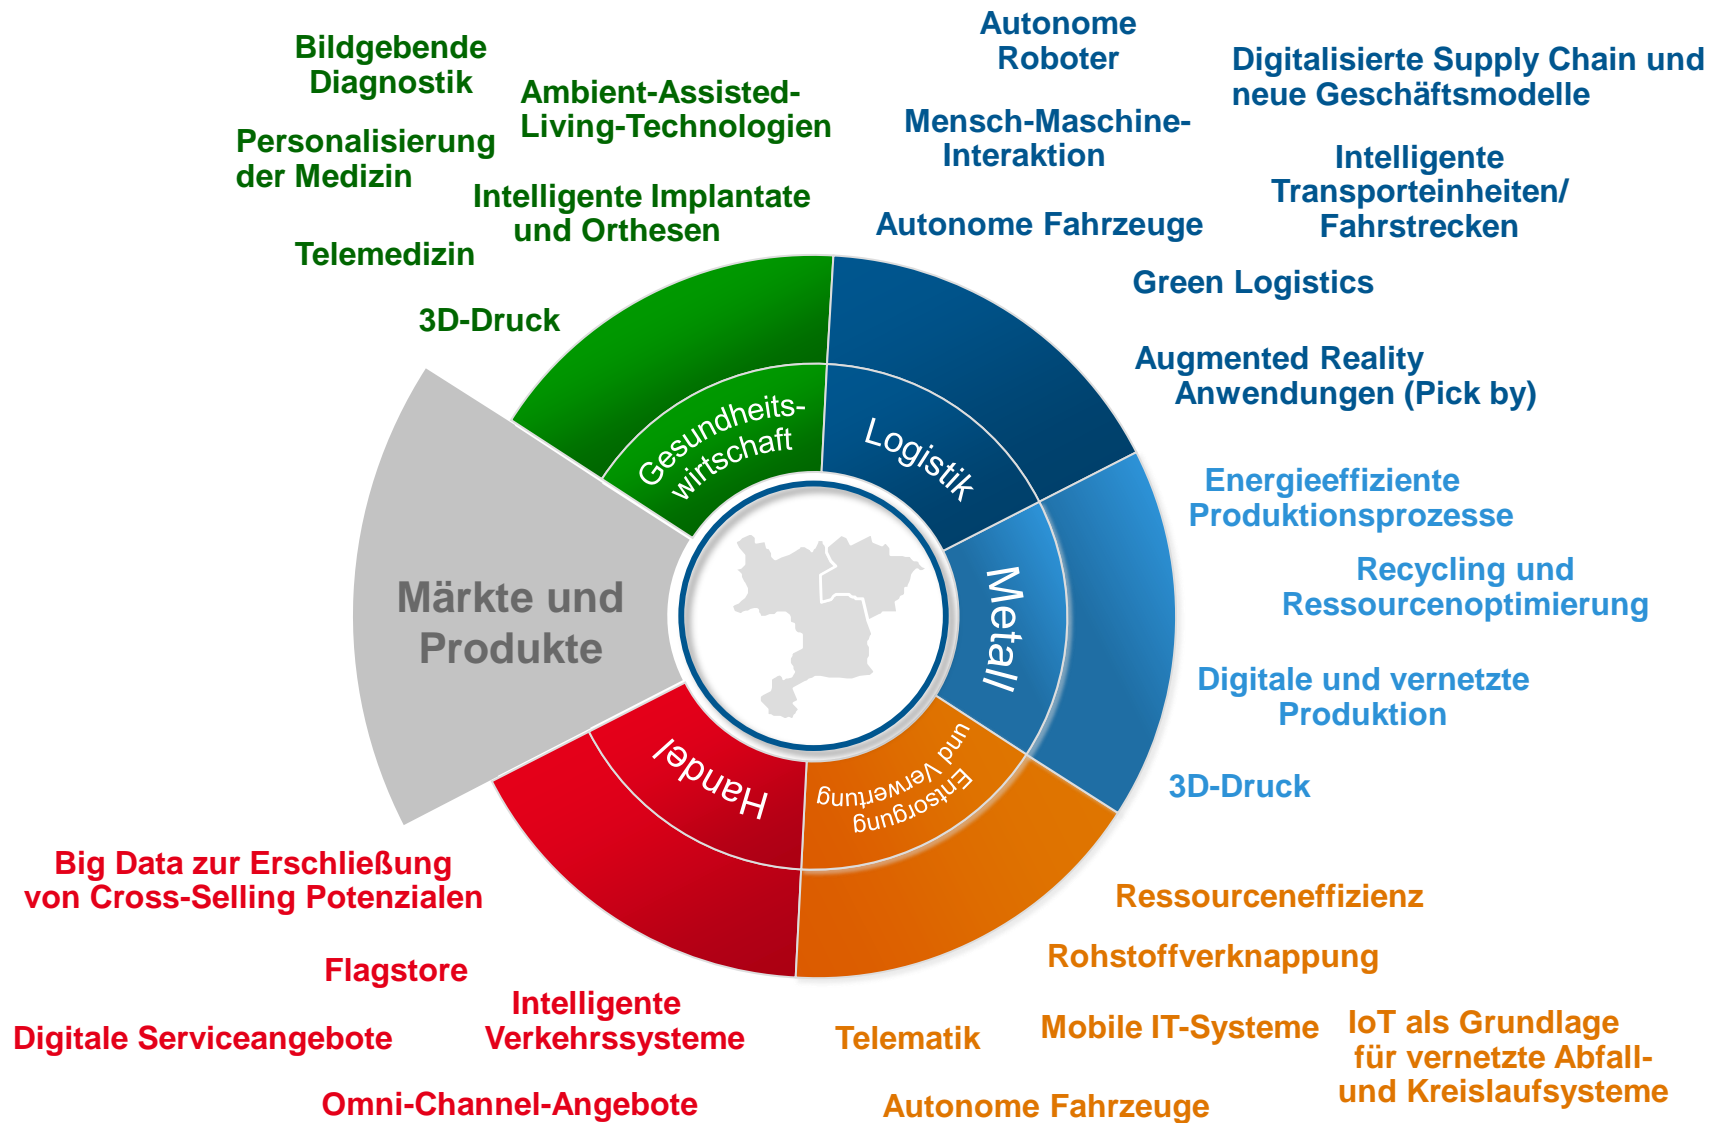 Bildgebende
Diagnostik
Ambient-Assisted-
Living-Technologien
Personalisierung
der Medizin
Intelligente Implantate
und Orthesen
Telemedizin
3D-Druck
Autonome
Roboter
Digitalisierte Supply Chain und
neue Geschäftsmodelle
Mensch-Maschine-
Interaktion
Intelligente
Transporteinheiten/
Fahrstrecken
Autonome Fahrzeuge
Green Logistics
Augmented Reality
Anwendungen (Pick by)
Gesundheits-
wirtschaft
Logistik
Metall
Entsorgung
und Verwertung
Handel
Märkte und
Produkte
Energieeffiziente
Produktionsprozesse
Recycling und
Ressourcenoptimierung
Digitale und vernetzte
Produktion
3D-Druck
Big Data zur Erschließung
von Cross-Selling Potenzialen
Flagstore
Intelligente
Verkehrssysteme
Digitale Serviceangebote
Omni-Channel-Angebote
Ressourceneffizienz
Rohstoffverknappung
Telematik
Mobile IT-Systeme
IoT als Grundlage
für vernetzte Abfall-
und Kreislaufsysteme
Autonome Fahrzeuge